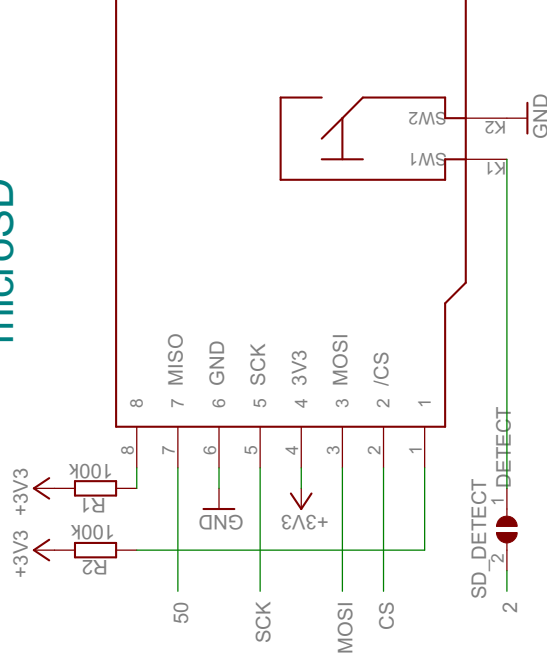 microSD
SW2
SW1
K2
K1
GND
MISO
GND
SCK
3V3
MOSI
/CS
8
7
6
5
4
3
2
1
8
7
6
5
4
3
2
1
+3V3
100k
R1
+3V3
100k
R2
GND
+3V3
50
SCK
MOSI
CS
DETECT
1
SD_DETECT
2
2